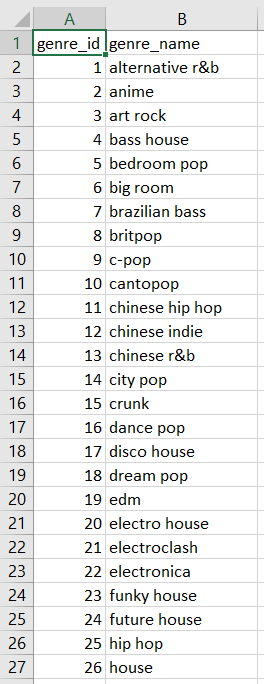 A B
1 genre_id genre_name
2 1 alternative r&b
3 2 anime
4 3 art rock
5 4 bass house
6 5 bedroom pop
7 6 big room
8 7 brazilian bass
9 8 britpop
10 9 c-pop
11 10 cantopop
12 11 chinese hip hop
13 12 chinese indie
14 13 chinese r&b
15 14 city pop
16 15 crunk
17 16 dance pop
18 17 disco house
19 18 dream pop
20 19 edm
21 20 electro house
22 21 electroclash
23 22 electronica
24 23 funky house
25 24 future house
26 25 hip hop
27 26 house